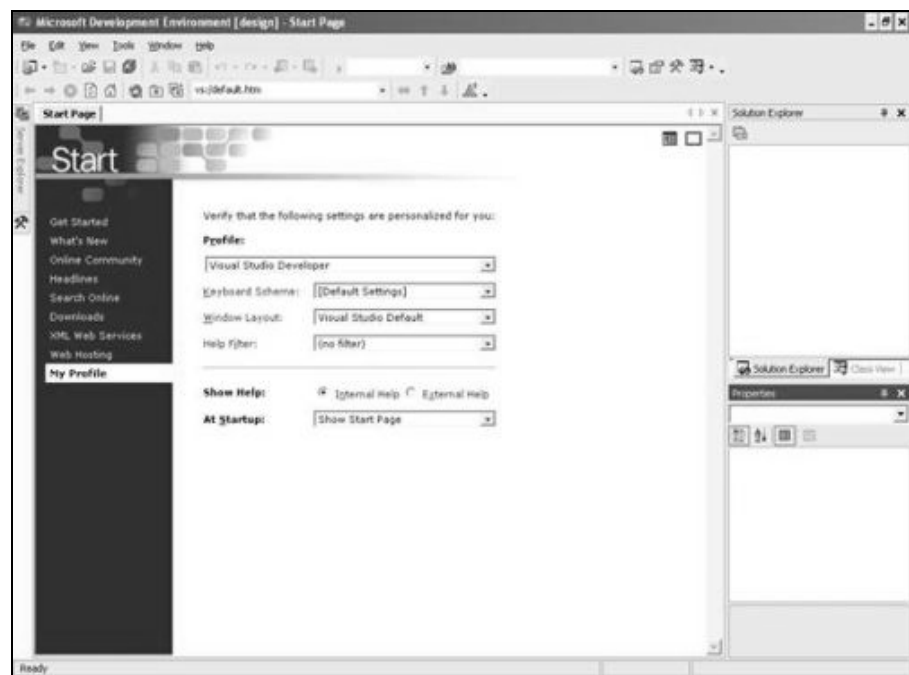 Microsoft Development Environment [design] - Start Page
File Edit View Tools Window Help
vs:/default.htm
Start Page
Solution Explorer
Server Explorer
Start
Get Started
What's New
Online Community
Headlines
Search Online
Downloads
XML Web Services
Web Hosting
My Profile
Verify that the following settings are personalized for you:
Profile:
Visual Studio Developer
Keyboard Scheme: [Default Settings]
Window Layout: Visual Studio Default
Help Filter: (no filter)
Show Help: Internal Help External Help
At Startup: Show Start Page
Solution Explorer Class View
Properties
Ready